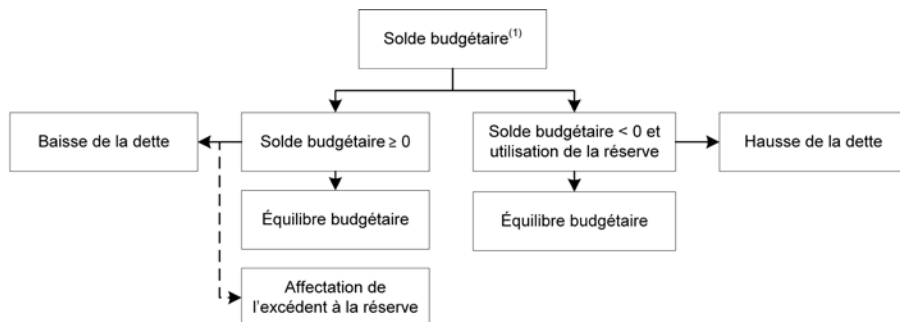 Solde budgétaire(1)
Baisse de la dette
Solde budgétaire ≥ 0
Solde budgétaire < 0 et
utilisation de la réserve
Hausse de la dette
Équilibre budgétaire
Équilibre budgétaire
Affectation de
l'excédent à la réserve